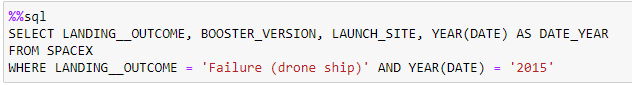 %%sql
SELECT LANDING__OUTCOME, BOOSTER_VERSION, LAUNCH_SITE, YEAR(DATE) AS DATE_YEAR
FROM SPACEX
WHERE LANDING__OUTCOME = 'Failure (drone ship)' AND YEAR(DATE) = '2015'